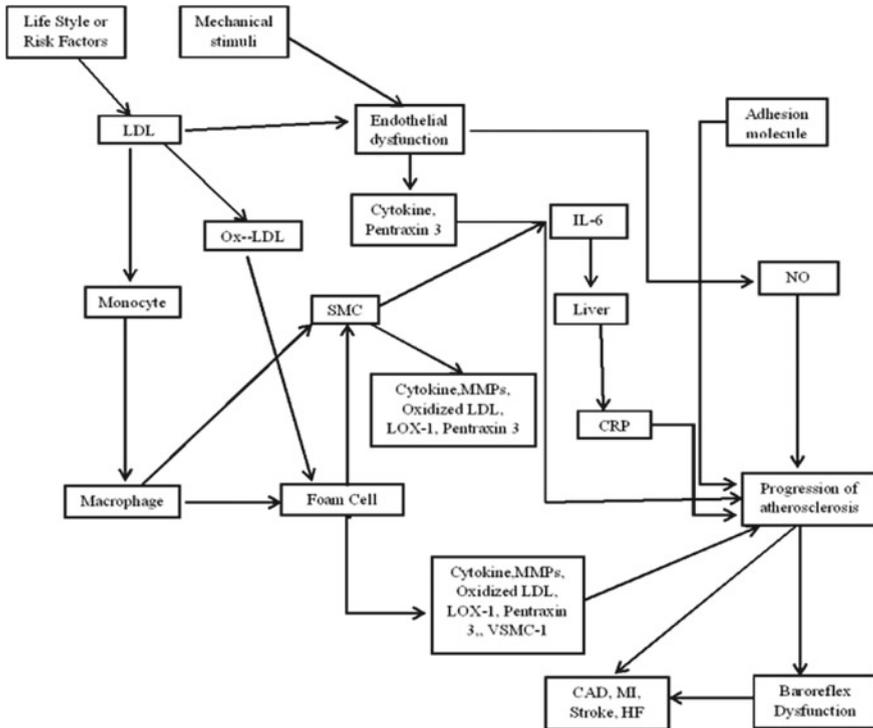 Life Style or
Risk Factors
Mechanical
stimuli
LDL
Endothelial
dysfunction
Adhesion
molecule
Cytokine,
Pentraxin 3
IL-6
Ox--LDL
NO
Monocyte
SMC
Liver
Cytokine,MMPs,
Oxidized LDL,
LOX-1, Pentraxin 3
CRP
Macrophage
Foam Cell
Progression of
atherosclerosis
Cytokine,MMPs,
Oxidized LDL,
LOX-1, Pentraxin
3,, VSMC-1
CAD, MI,
Stroke, HF
Baroreflex
Dysfunction